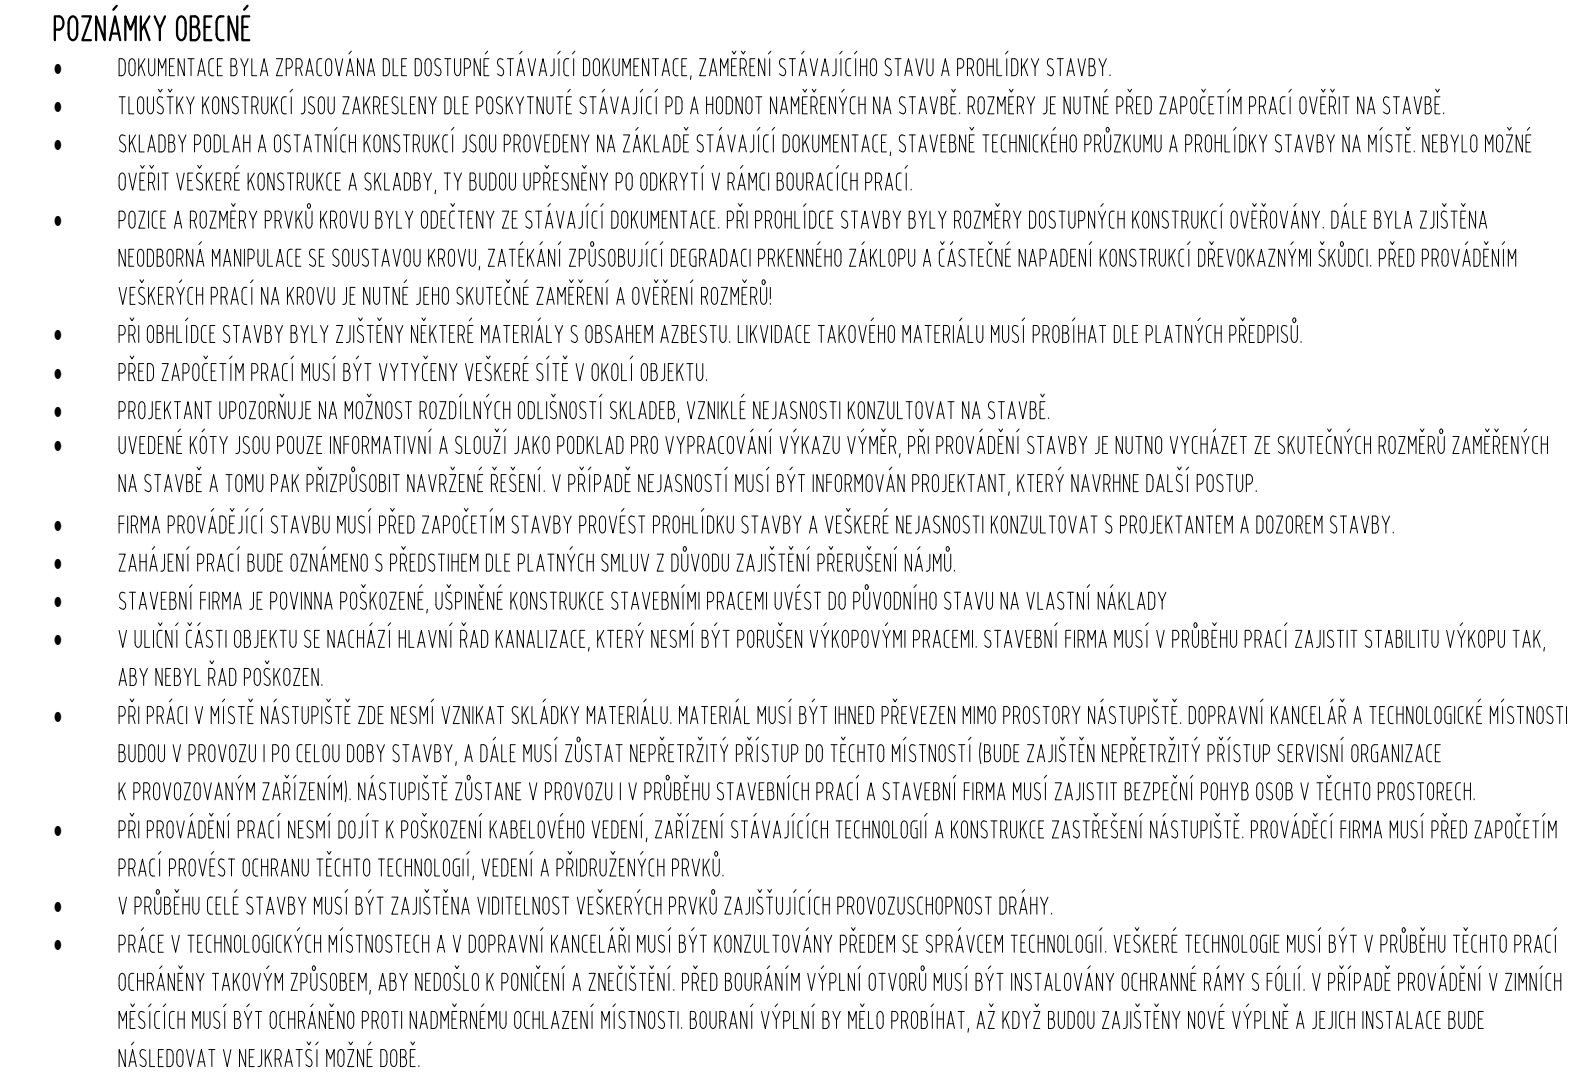 POZNÁMKY OBECNÉ
• DOKUMENTACE BYLA ZPRACOVÁNA DLE DOSTUPNÉ STÁVAJÍCÍ DOKUMENTACE, ZAMĚŘENÍ STÁVAJÍCÍHO STAVU A PROHLÍDKY STAVBY.
• TLOUŠŤKY KONSTRUKCÍ JSOU ZAKRESLENY DLE POSKYTNUTÉ STÁVAJÍCÍ PD A HODNOT NAMĚŘENÝCH NA STAVBĚ. ROZMĚRY JE NUTNÉ PŘED ZAPOČETÍM PRACÍ OVĚŘIT NA STAVBĚ.
• SKLADBY PODLAH A OSTATNÍCH KONSTRUKCÍ JSOU PROVEDENY NA ZÁKLADĚ STÁVAJÍCÍ DOKUMENTACE, STAVEBNĚ TECHNICKÉHO PRŮZKUMU A PROHLÍDKY STAVBY NA MÍSTĚ. NEBYLO MOŽNÉ
OVĚŘIT VEŠKERÉ KONSTRUKCE A SKLADBY, TY BUDOU UPŘESNĚNY PO ODKRYTÍ V RÁMCI BOURACÍCH PRACÍ.
• POZICE A ROZMĚRY PRVKŮ KROVU BYLY ODEČTENY ZE STÁVAJÍCÍ DOKUMENTACE. PŘI PROHLÍDCE STAVBY BYLY ROZMĚRY DOSTUPNÝCH KONSTRUKCÍ OVĚŘOVÁNY. DÁLE BYLA ZJIŠTĚNA
NEODBORNÁ MANIPULACE SE SOUSTAVOU KROVU, ZATÉKÁNÍ ZPŮSOBUJÍCÍ DEGRADACI PRKENNÉHO ZÁKLOPU A ČÁSTEČNÉ NAPADENÍ KONSTRUKCÍ DŘEVOKAZNÝMI ŠKŮDCI. PŘED PROVÁDĚNÍM
VEŠKERÝCH PRACÍ NA KROVU JE NUTNÉ JEHO SKUTEČNÉ ZAMĚŘENÍ A OVĚŘENÍ ROZMĚRŮ!
• PŘI OBHLÍDCE STAVBY BYLY ZJIŠTĚNY NĚKTERÉ MATERIÁLY S OBSAHEM AZBESTU. LIKVIDACE TAKOVÉHO MATERIÁLU MUSÍ PROBÍHAT DLE PLATNÝCH PŘEDPISŮ.
• PŘED ZAPOČETÍM PRACÍ MUSÍ BÝT VYTYČENY VEŠKERÉ SÍTĚ V OKOLÍ OBJEKTU.
• PROJEKTANT UPOZORŇUJE NA MOŽNOST ROZDÍLNÝCH ODLIŠNOSTÍ SKLADEB, VZNIKLÉ NEJASNOSTI KONZULTOVAT NA STAVBĚ.
• UVEDENÉ KÓTY JSOU POUZE INFORMATIVNÍ A SLOUŽÍ JAKO PODKLAD PRO VYPRACOVÁNÍ VÝKAZU VÝMĚR, PŘI PROVÁDĚNÍ STAVBY JE NUTNO VYCHÁZET ZE SKUTEČNÝCH ROZMĚRŮ ZAMĚŘENÝCH
NA STAVBĚ A TOMU PAK PŘIZPŮSOBIT NAVRŽENÉ ŘEŠENÍ. V PŘÍPADĚ NEJASNOSTÍ MUSÍ BÝT INFORMOVÁN PROJEKTANT, KTERÝ NAVRHNE DALŠÍ POSTUP.
• FIRMA PROVÁDĚJÍCÍ STAVBU MUSÍ PŘED ZAPOČETÍM STAVBY PROVÉST PROHLÍDKU STAVBY A VEŠKERÉ NEJASNOSTI KONZULTOVAT S PROJEKTANTEM A DOZOREM STAVBY.
• ZAHÁJENÍ PRACÍ BUDE OZNÁMENO S PŘEDSTIHEM DLE PLATNÝCH SMLUV Z DŮVODU ZAJIŠTĚNÍ PŘERUŠENÍ NÁJMŮ.
• STAVEBNÍ FIRMA JE POVINNA POŠKOZENÉ, UŠPINĚNÉ KONSTRUKCE STAVEBNÍMI PRACEMI UVÉST DO PŮVODNÍHO STAVU NA VLASTNÍ NÁKLADY
• V ULIČNÍ ČÁSTI OBJEKTU SE NACHÁZÍ HLAVNÍ ŘAD KANALIZACE, KTERÝ NESMÍ BÝT PORUŠEN VÝKOPOVÝMI PRACEMI. STAVEBNÍ FIRMA MUSÍ V PRŮBĚHU PRACÍ ZAJISTIT STABILITU VÝKOPU TAK,
ABY NEBYL ŘAD POŠKOZEN.
• PŘI PRÁCI V MÍSTĚ NÁSTUPIŠTĚ ZDE NESMÍ VZNIKAT SKLÁDKY MATERIÁLU. MATERIÁL MUSÍ BÝT IHNED PŘEVEZEN MIMO PROSTORY NÁSTUPIŠTĚ. DOPRAVNÍ KANCELÁŘ A TECHNOLOGICKÉ MÍSTNOSTI
BUDOU V PROVOZU I PO CELOU DOBY STAVBY, A DÁLE MUSÍ ZŮSTAT NEPŘETRŽITÝ PŘÍSTUP DO TĚCHTO MÍSTNOSTÍ (BUDE ZAJIŠTĚN NEPŘETRŽITÝ PŘÍSTUP SERVISNÍ ORGANIZACE
K PROVOZOVANÝM ZAŘÍZENÍM). NÁSTUPIŠTĚ ZŮSTANE V PROVOZU I V PRŮBĚHU STAVEBNÍCH PRACÍ A STAVEBNÍ FIRMA MUSÍ ZAJISTIT BEZPEČNÍ POHYB OSOB V TĚCHTO PROSTORECH.
• PŘI PROVÁDĚNÍ PRACÍ NESMÍ DOJÍT K POŠKOZENÍ KABELOVÉHO VEDENÍ, ZAŘÍZENÍ STÁVAJÍCÍCH TECHNOLOGIÍ A KONSTRUKCE ZASTŘEŠENÍ NÁSTUPIŠTĚ. PROVÁDĚCÍ FIRMA MUSÍ PŘED ZAPOČETÍM
PRACÍ PROVÉST OCHRANU TĚCHTO TECHNOLOGIÍ, VEDENÍ A PŘIDRUŽENÝCH PRVKŮ.
• V PRŮBĚHU CELÉ STAVBY MUSÍ BÝT ZAJIŠTĚNA VIDITELNOST VEŠKERÝCH PRVKŮ ZAJIŠŤUJÍCÍCH PROVOZUSCHOPNOST DRÁHY.
• PRÁCE V TECHNOLOGICKÝCH MÍSTNOSTECH A V DOPRAVNÍ KANCELÁŘI MUSÍ BÝT KONZULTOVÁNY PŘEDEM SE SPRÁVCEM TECHNOLOGIÍ. VEŠKERÉ TECHNOLOGIE MUSÍ BÝT V PRŮBĚHU TĚCHTO PRACÍ
OCHRÁNĚNY TAKOVÝM ZPŮSOBEM, ABY NEDOŠLO K PONIČENÍ A ZNEČIŠTĚNÍ. PŘED BOURÁNÍM VÝPLNÍ OTVORŮ MUSÍ BÝT INSTALOVÁNY OCHRANNÉ RÁMY S FÓLIÍ. V PŘÍPADĚ PROVÁDĚNÍ V ZIMNÍCH
MĚSÍCÍCH MUSÍ BÝT OCHRÁNĚNO PROTI NADMĚRNÉMU OCHLAZENÍ MÍSTNOSTI. BOURANÍ VÝPLNÍ BY MĚLO PROBÍHAT, AŽ KDYŽ BUDOU ZAJIŠTĚNY NOVÉ VÝPLNĚ A JEJICH INSTALACE BUDE
NÁSLEDOVAT V NEJKRATŠÍ MOŽNÉ DOBĚ.